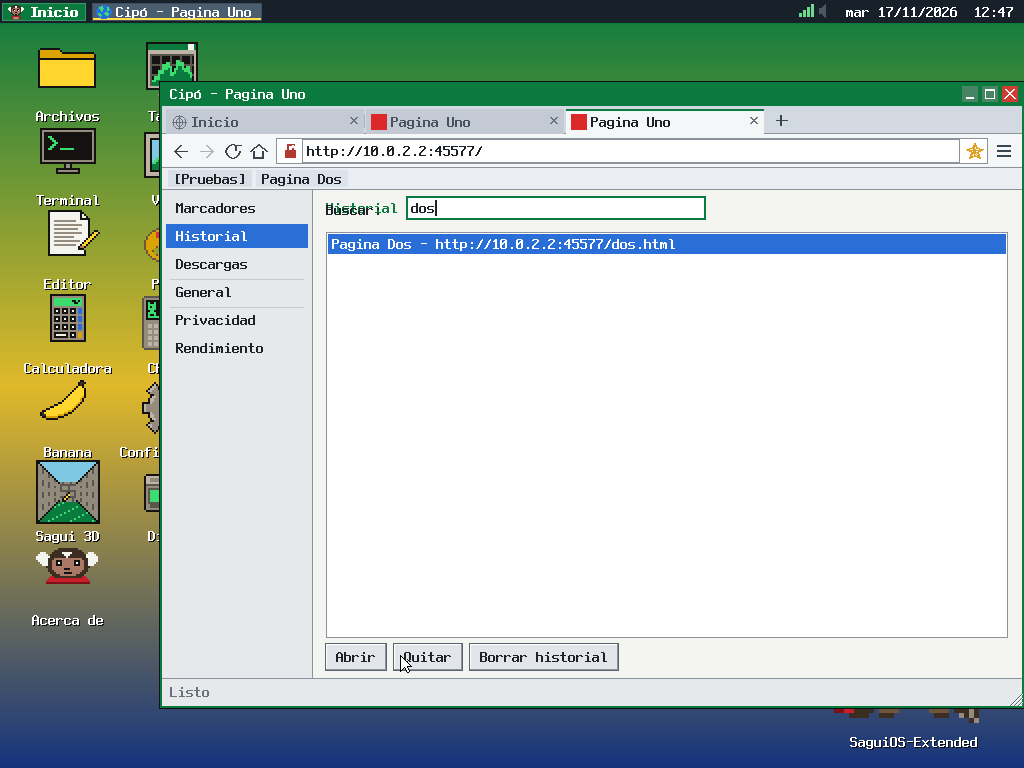 Inicio
Cipó - Pagina Uno
mar 17/11/2026 12:47
Archivos
Terminal
Editor
Calculadora
Banana
Sagui 3D
Acerca de
Cipó - Pagina Uno
Inicio
Pagina Uno
Pagina Uno
http://10.0.2.2:45577/
[Pruebas]
Pagina Dos
Marcadores
Historial
Descargas
General
Privacidad
Rendimiento
Historial
Buscar:
dos
Pagina Dos - http://10.0.2.2:45577/dos.html
Abrir
Quitar
Borrar historial
Listo
SaguiOS-Extended